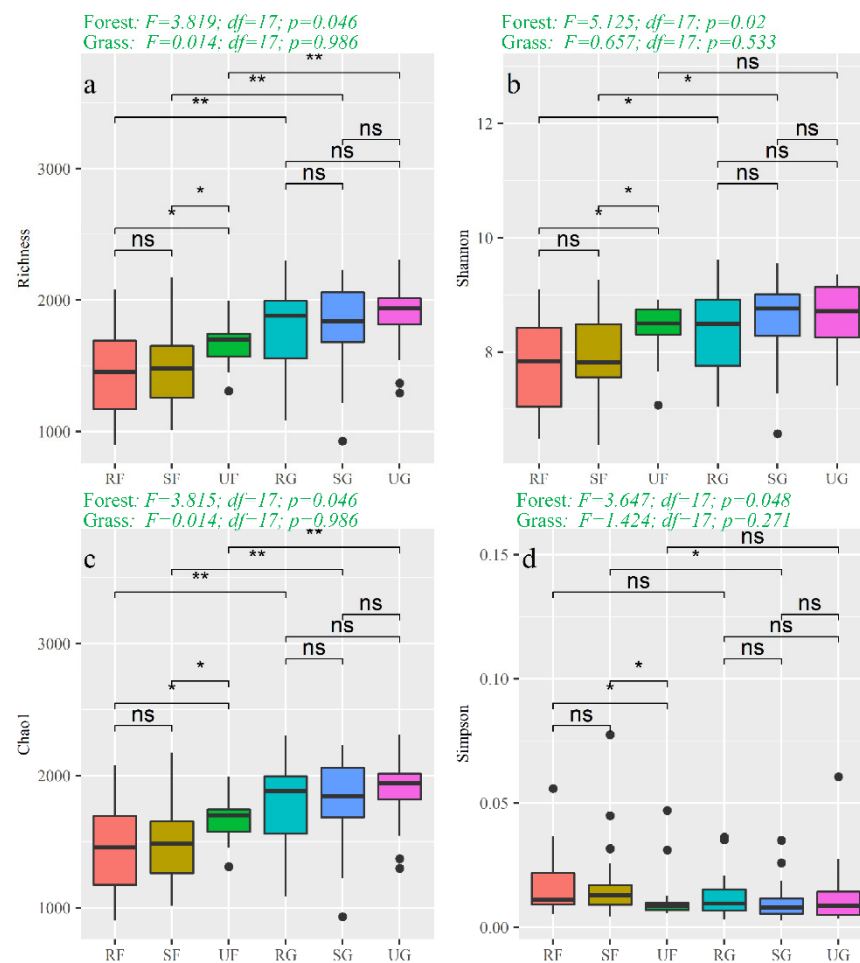 Forest: F=3.819; df=17; p=0.046
Grass: F=0.014; df=17; p=0.986
a
**
**
**
ns
ns
ns
*
*
ns
3000
2000
1000
Richness
RF SF UF RG SG UG
Forest: F=5.125; df=17; p=0.02
Grass: F=0.657; df=17; p=0.533
b
ns
*
*
ns
ns
ns
*
*
ns
12
10
8
Shannon
RF SF UF RG SG UG
Forest: F=3.815; df=17; p=0.046
Grass: F=0.014; df=17; p=0.986
c
**
**
**
ns
ns
ns
*
*
ns
3000
2000
1000
Chao1
RF SF UF RG SG UG
Forest: F=3.647; df=17; p=0.048
Grass: F=1.424; df=17; p=0.271
d
ns
*
ns
ns
ns
ns
*
*
ns
0.15
0.10
0.05
0.00
Simpson
RF SF UF RG SG UG